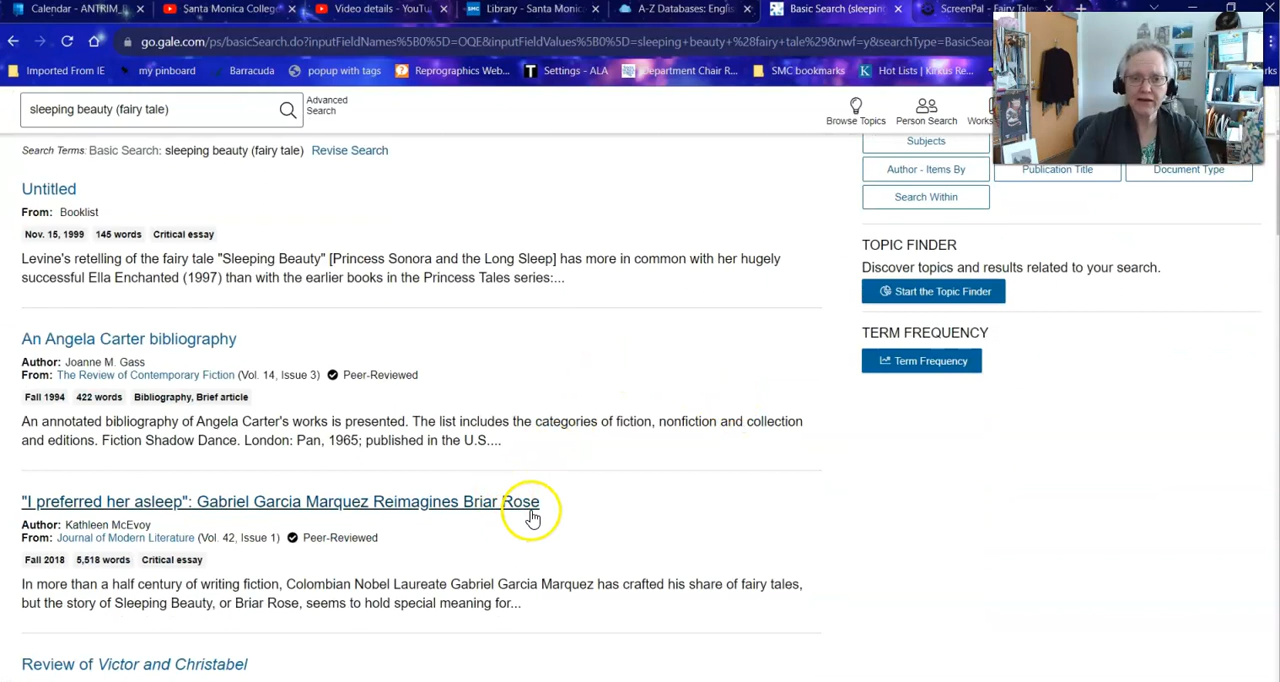 Calendar - ANTRIM_
Santa Monica College
Video details - YouT
Library - Santa Monic
A-Z Databases: Engli
Basic Search (sleepin
ScreenPal - Fairy Tale
go.gale.com/ps/basicSearch.do?inputFieldNames%5B0%5D=OQE&inputFieldValues%5B0%5D=sleeping+beauty+%28fairy+tale%29&nwf=y&searchType=BasicSearch
Imported From IE
my pinboard
Barracuda
popup with tags
Reprographics Web...
Settings - ALA
Department Chair R...
SMC bookmarks
Hot Lists | Kirkus Re...
sleeping beauty (fairy tale)
Advanced
Search
Browse Topics
Person Search
Works
Search Terms: Basic Search: sleeping beauty (fairy tale) Revise Search
Subjects
Author - Items By
Publication Title
Document Type
Search Within
Untitled
From: Booklist
Nov. 15, 1999 145 words Critical essay
Levine's retelling of the fairy tale "Sleeping Beauty" [Princess Sonora and the Long Sleep] has more in common with her hugely
successful Ella Enchanted (1997) than with the earlier books in the Princess Tales series:...
TOPIC FINDER
Discover topics and results related to your search.
Start the Topic Finder
TERM FREQUENCY
Term Frequency
An Angela Carter bibliography
Author: Joanne M. Gass
From: The Review of Contemporary Fiction (Vol. 14, Issue 3) Peer-Reviewed
Fall 1994 422 words Bibliography, Brief article
An annotated bibliography of Angela Carter's works is presented. The list includes the categories of fiction, nonfiction and collection
and editions. Fiction Shadow Dance. London: Pan, 1965; published in the U.S....
"I preferred her asleep": Gabriel Garcia Marquez Reimagines Briar Rose
Author: Kathleen McEvoy
From: Journal of Modern Literature (Vol. 42, Issue 1) Peer-Reviewed
Fall 2018 5,518 words Critical essay
In more than a half century of writing fiction, Colombian Nobel Laureate Gabriel Garcia Marquez has crafted his share of fairy tales,
but the story of Sleeping Beauty, or Briar Rose, seems to hold special meaning for...
Review of Victor and Christabel